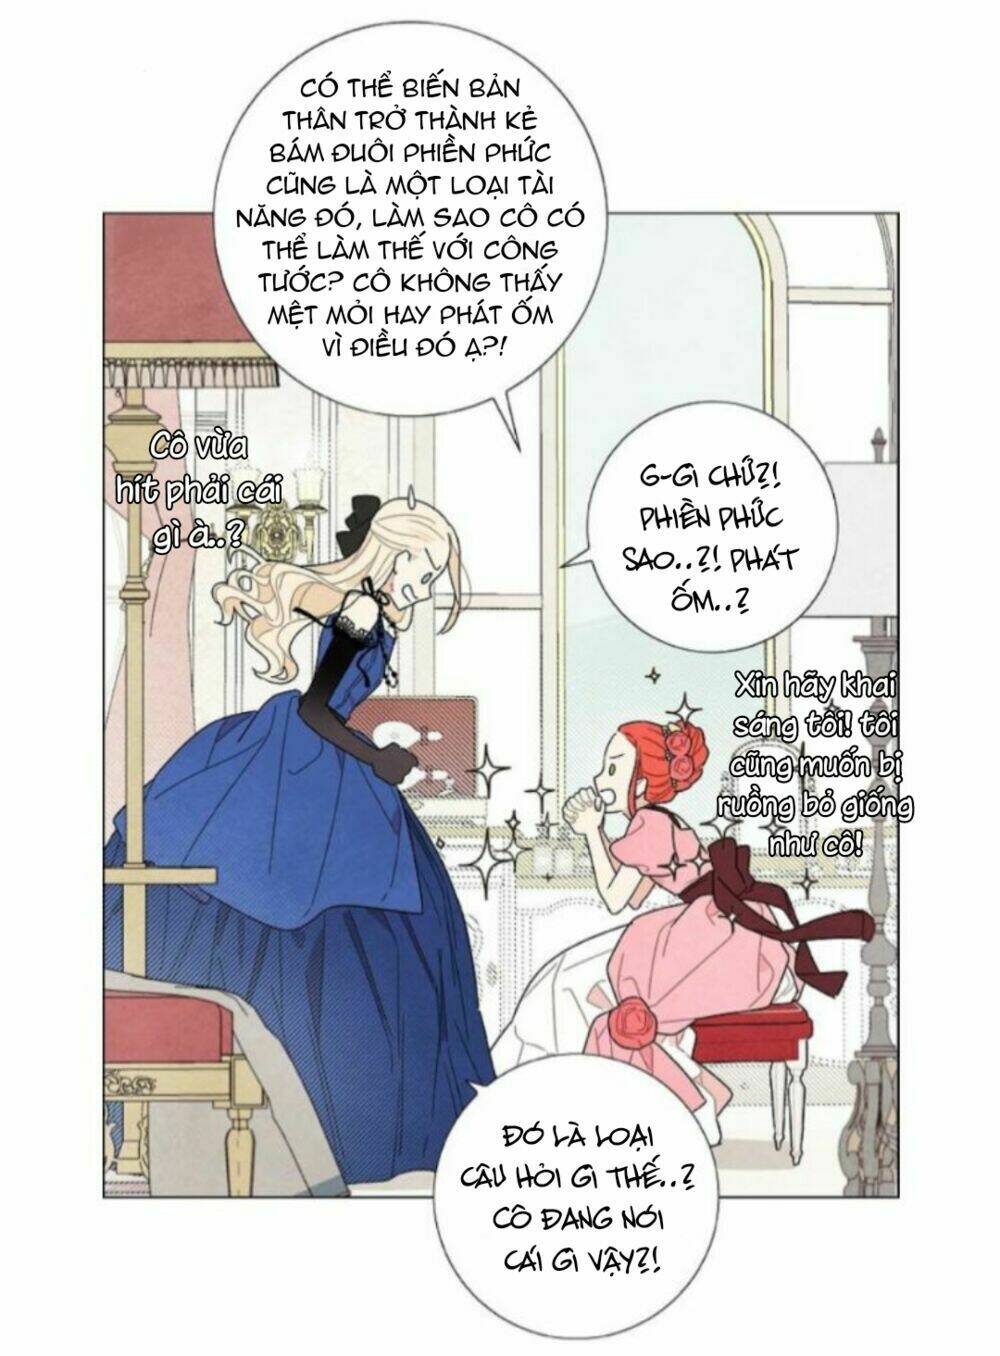 CÓ THỂ BIẾN BẢN
THÂN TRỞ THÀNH KẺ
BÁM ĐUÔI PHIỀN PHỨC
CŨNG LÀ MỘT LOẠI TÀI
NĂNG ĐÓ, LÀM SAO CÔ CÓ
THỂ LÀM THẾ VỚI CÔNG
TƯỚC? CÔ KHÔNG THẤY
MỆT MỎI HAY PHÁT ỐM
VÌ ĐIỀU ĐÓ Ạ?!
Cô vừa
hít phải cái
gì à..?
G-GÌ CHỨ?!
PHIỀN PHỨC
SAO..?! PHÁT
ỐM..?
Xin hãy khai
sáng tôi! tôi
cũng muốn bị
ruồng bỏ giống
như cô!
ĐÓ LÀ LOẠI
CÂU HỎI GÌ THẾ..?
CÔ ĐANG NÓI
CÁI GÌ VẬY?!